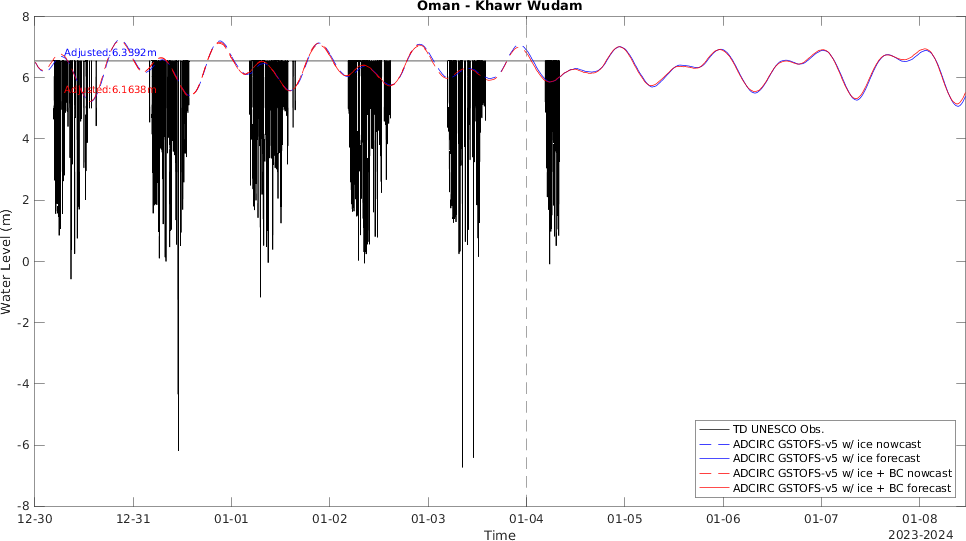 Oman - Khawr Wudam
8
6
4
2
0
-2
-4
-6
-8
Water Level (m)
Adjusted:6.3992m
Adjusted:6.1638m
TD UNESCO Obs.
ADCIRC GSTOFS-v5 w/ ice nowcast
ADCIRC GSTOFS-v5 w/ ice forecast
ADCIRC GSTOFS-v5 w/ ice + BC nowcast
ADCIRC GSTOFS-v5 w/ ice + BC forecast
12-30 12-31 01-01 01-02 01-03 01-04 01-05 01-06 01-07 01-08
Time
2023-2024